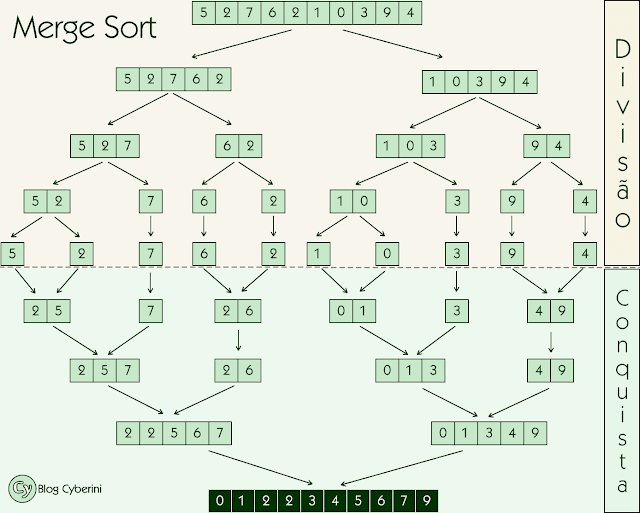 Merge Sort
5 2 7 6 2 1 0 3 9 4
5 2 7 6 2
1 0 3 9 4
5 2 7
6 2
1 0 3
9 4
5 2
7
6
2
1 0
3
9
4
5
2
7
6
2
1
0
3
9
4
2 5
7
2 6
0 1
3
4 9
2 5 7
2 6
0 1 3
4 9
2 2 5 6 7
0 1 3 4 9
0 1 2 2 3 4 5 6 7 9
Divisão
Conquista
Cy Blog Cyberini